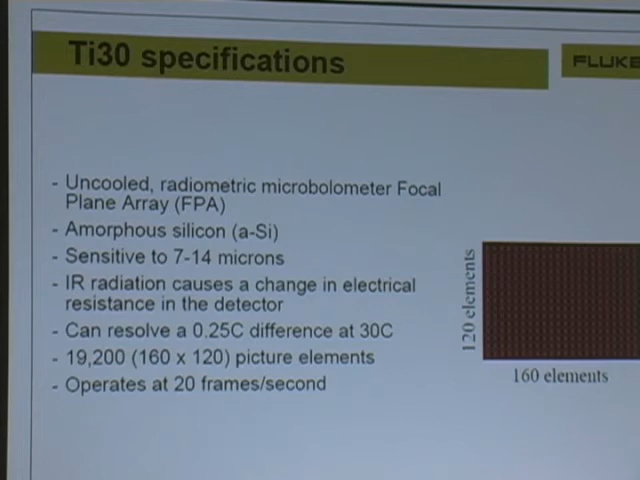 Ti30 specifications
FLUKE
- Uncooled, radiometric microbolometer Focal
Plane Array (FPA)
- Amorphous silicon (a-Si)
- Sensitive to 7-14 microns
- IR radiation causes a change in electrical
resistance in the detector
- Can resolve a 0.25C difference at 30C
- 19,200 (160 x 120) picture elements
- Operates at 20 frames/second
120 elements
160 elements